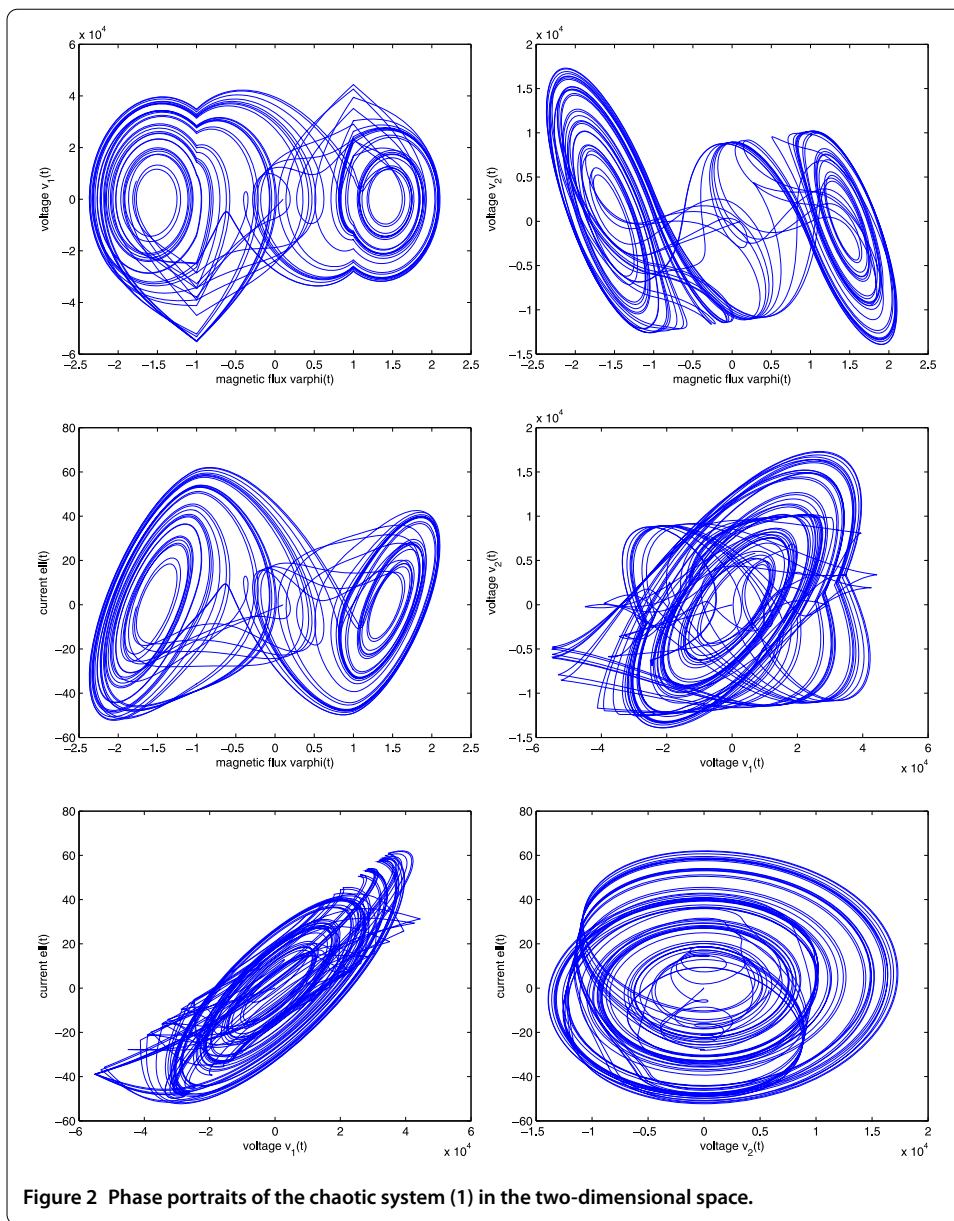 x 10^4
6
4
2
0
−2
−4
−6
−2.5 −2 −1.5 −1 −0.5 0 0.5 1 1.5 2 2.5
magnetic flux varphi(t)
voltage v_1(t)
x 10^4
2
1.5
1
0.5
0
−0.5
−1
−1.5
−2.5 −2 −1.5 −1 −0.5 0 0.5 1 1.5 2 2.5
magnetic flux varphi(t)
voltage v_2(t)
80
60
40
20
0
−20
−40
−60
−2.5 −2 −1.5 −1 −0.5 0 0.5 1 1.5 2 2.5
magnetic flux varphi(t)
current ell(t)
x 10^4
2
1.5
1
0.5
0
−0.5
−1
−1.5
−6 −4 −2 0 2 4 6
voltage v_1(t)
x 10^4
voltage v_2(t)
80
60
40
20
0
−20
−40
−60
−6 −4 −2 0 2 4 6
voltage v_1(t)
x 10^4
current ell(t)
80
60
40
20
0
−20
−40
−60
−1.5 −1 −0.5 0 0.5 1 1.5 2
voltage v_2(t)
x 10^4
current ell(t)
Figure 2 Phase portraits of the chaotic system (1) in the two-dimensional space.